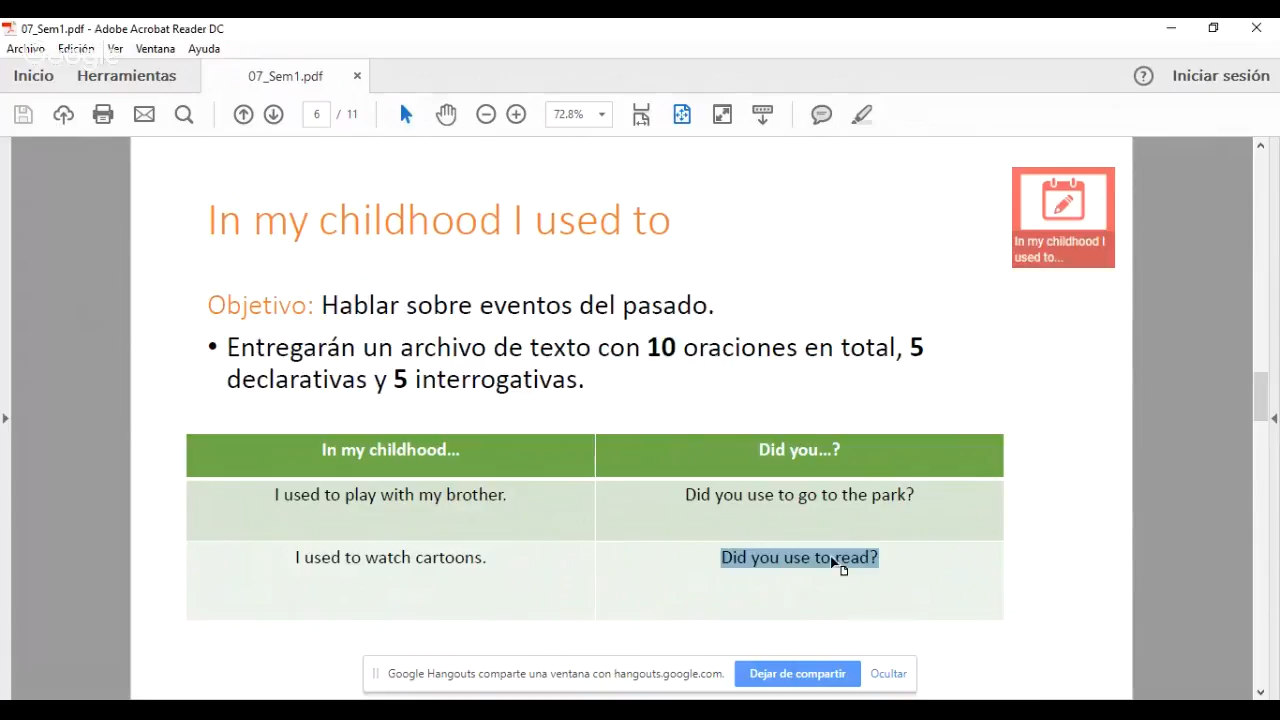 07_Sem1.pdf - Adobe Acrobat Reader DC
Archivo Edición Ver Ventana Ayuda
Google
Inicio Herramientas 07_Sem1.pdf Iniciar sesión
6 / 11 72.8%
In my childhood I used to
In my childhood I
used to...
Objetivo: Hablar sobre eventos del pasado.
• Entregarán un archivo de texto con 10 oraciones en total, 5
declarativas y 5 interrogativas.
In my childhood... Did you...?
I used to play with my brother. Did you use to go to the park?
I used to watch cartoons. Did you use to read?
Google Hangouts comparte una ventana con hangouts.google.com. Dejar de compartir Ocultar